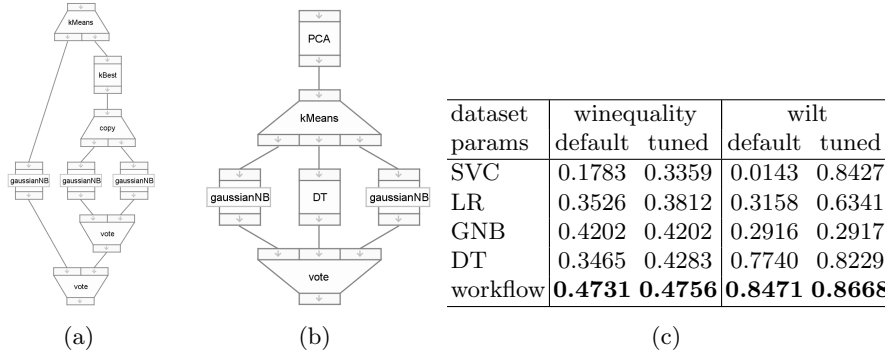 kMeans
kBest
copy
gaussianNB gaussianNB gaussianNB
vote
vote
(a)
PCA
kMeans
gaussianNB DT gaussianNB
vote
(b)
dataset winequality wilt
params default tuned default tuned
SVC 0.1783 0.3359 0.0143 0.8427
LR 0.3526 0.3812 0.3158 0.6341
GNB 0.4202 0.4202 0.2916 0.2917
DT 0.3465 0.4283 0.7740 0.8229
workflow 0.4731 0.4756 0.8471 0.8668
(c)